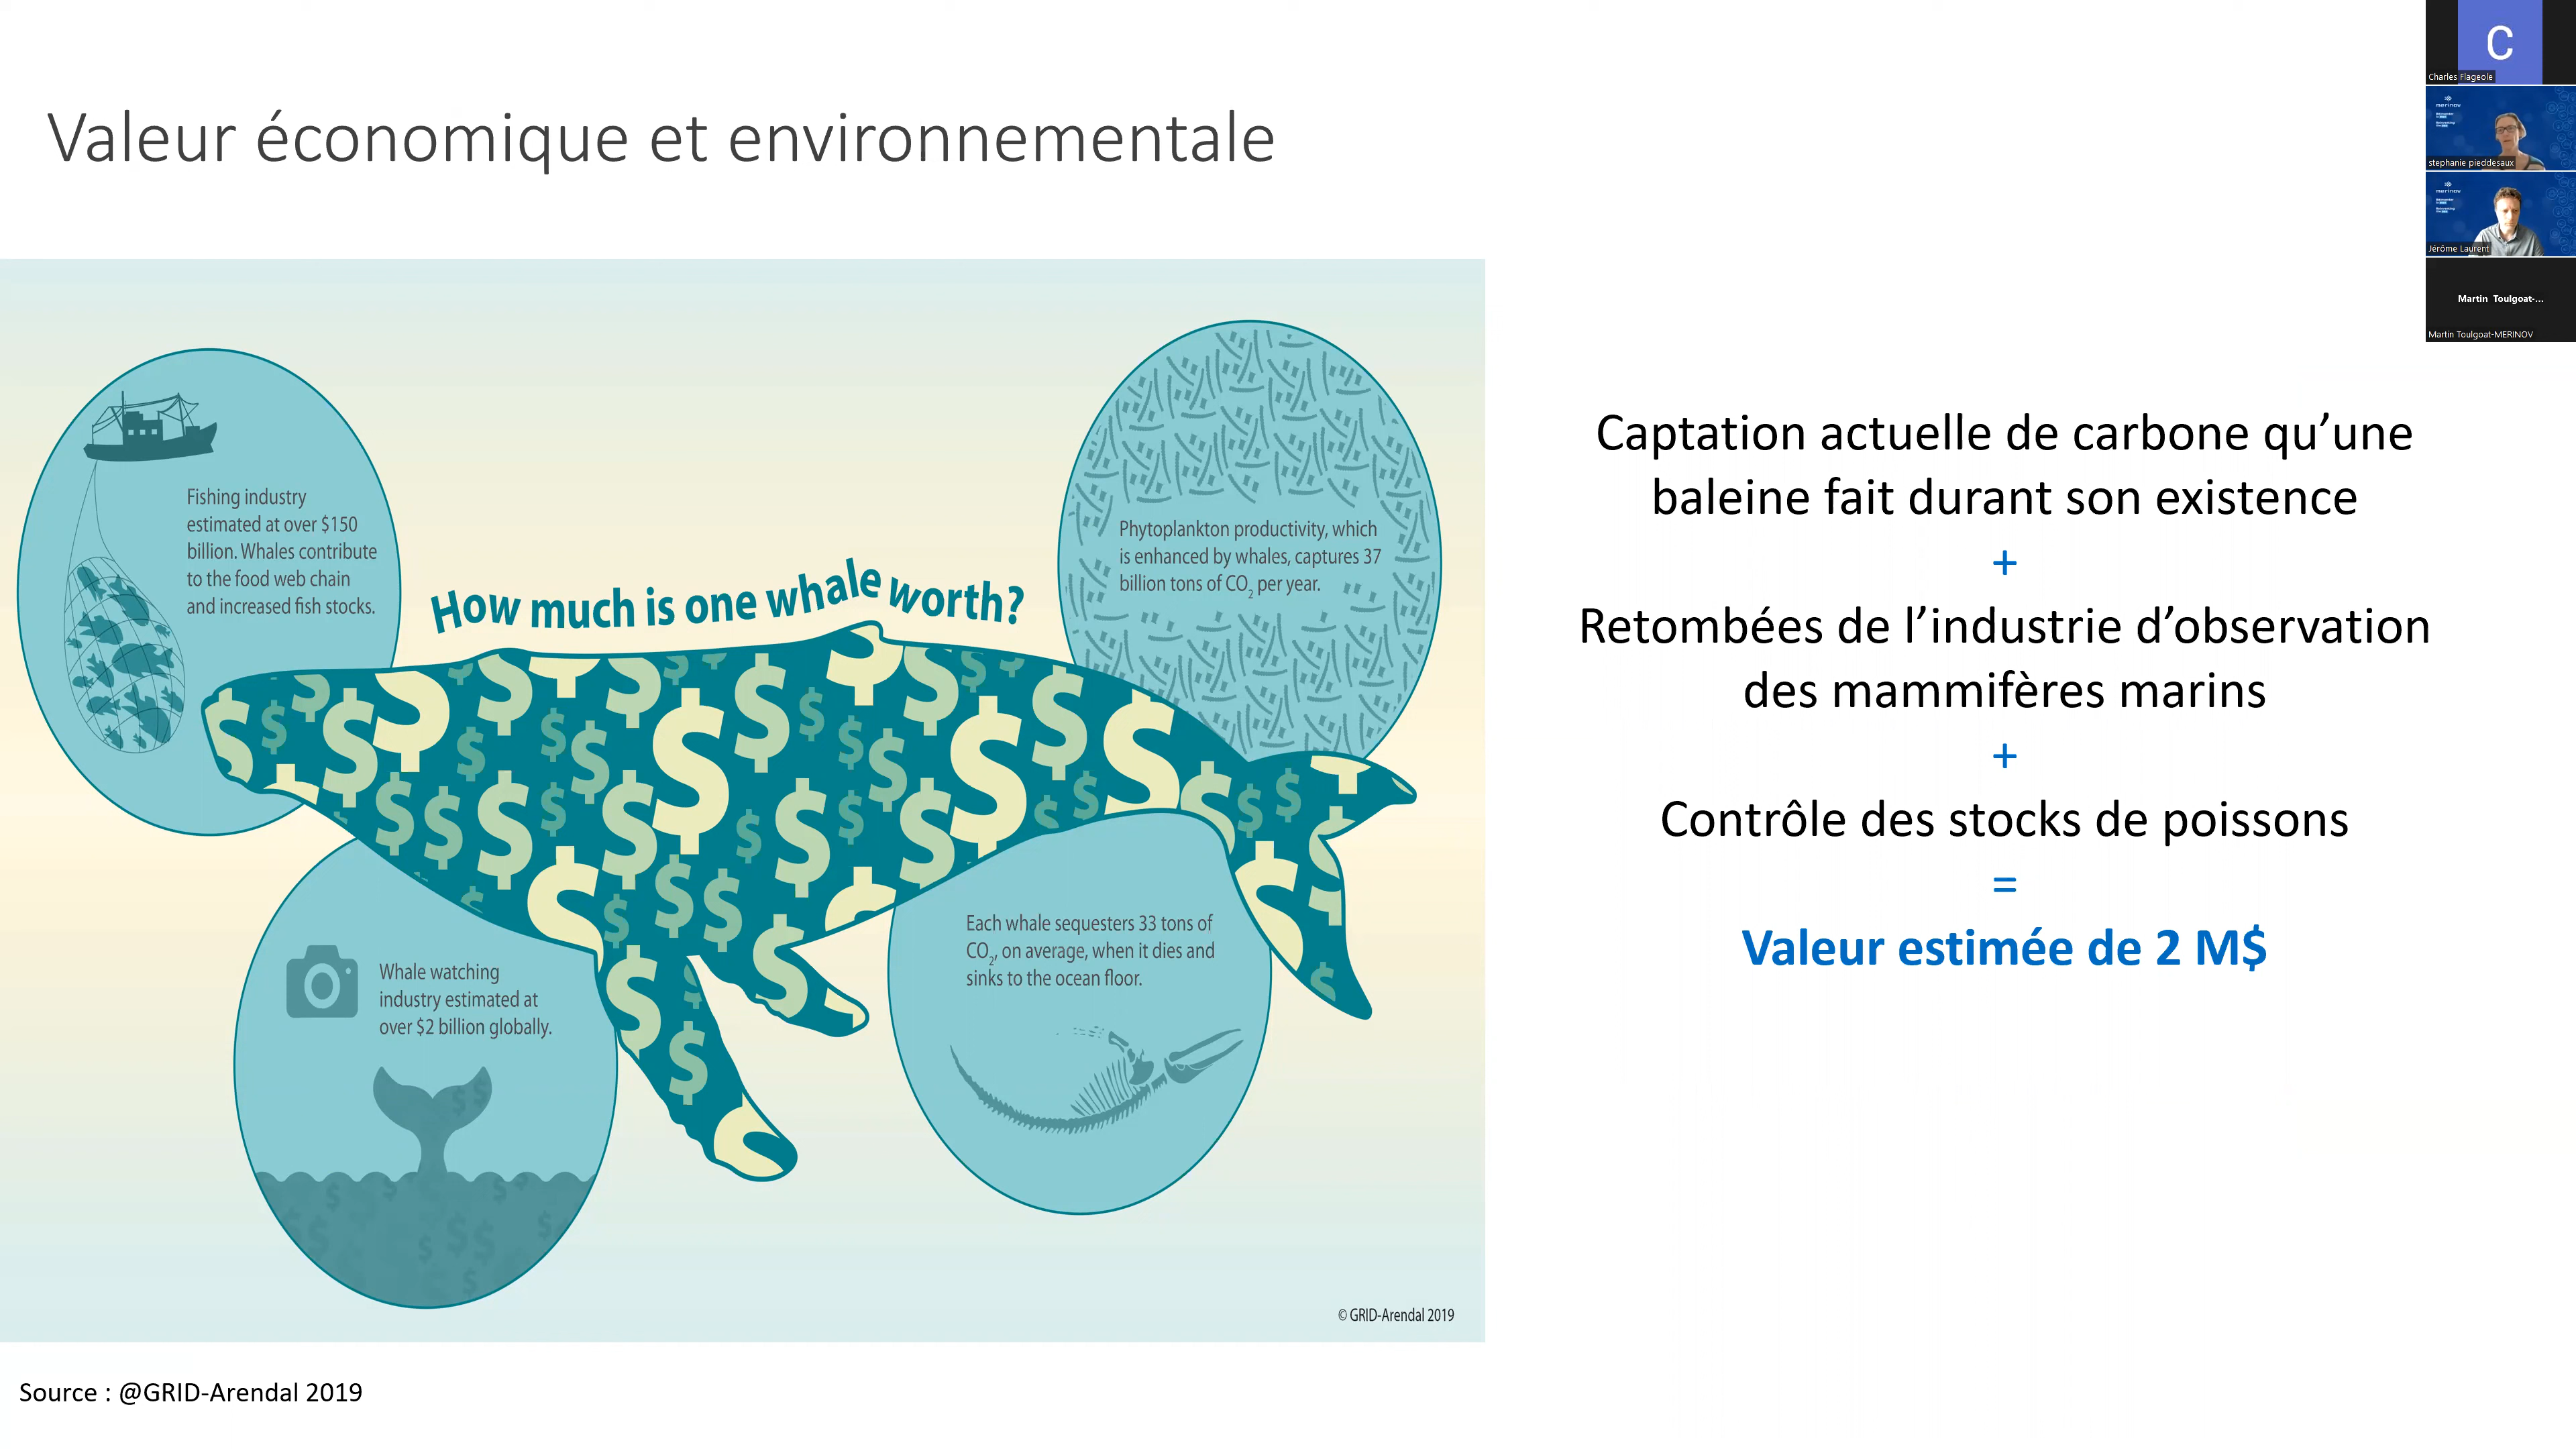 Valeur économique et environnementale
Fishing industry
estimated at over $150
billion. Whales contribute
to the food web chain
and increased fish stocks.
How much is one whale worth?
Phytoplankton productivity, which
is enhanced by whales, captures 37
billion tons of CO2 per year.
Whale watching
industry estimated at
over $2 billion globally.
Each whale sequesters 33 tons of
CO2, on average, when it dies and
sinks to the ocean floor.
© GRID-Arendal 2019
Source : @GRID-Arendal 2019
Captation actuelle de carbone qu’une
baleine fait durant son existence
+
Retombées de l’industrie d’observation
des mammifères marins
+
Contrôle des stocks de poissons
=
Valeur estimée de 2 M$
C
Charles Flageole
merinov
stephanie pieddesaux
merinov
Jérôme Laurent
Martin Toulgoat-...
Martin Toulgoat-MERINOV